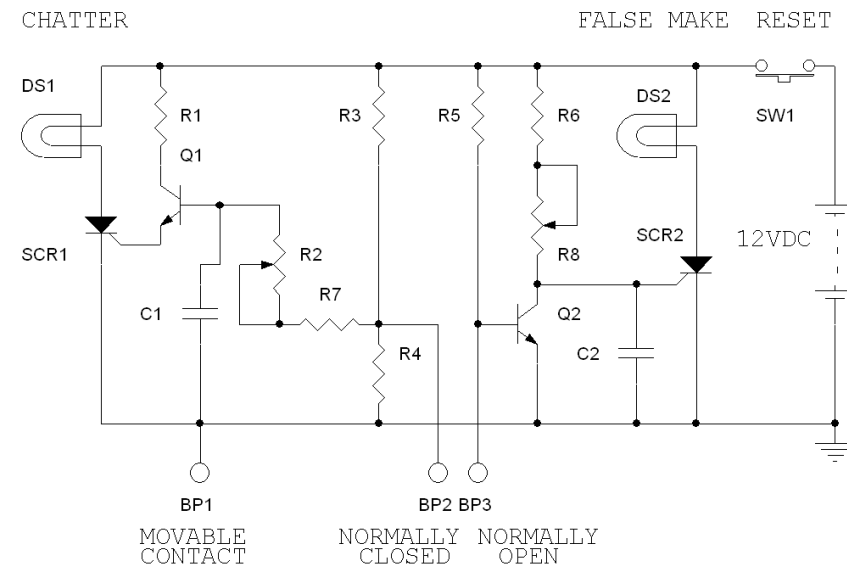 CHATTER
FALSE MAKE RESET
DS1
DS2
R1
R3
R5
R6
SW1
Q1
SCR1
R2
R8
SCR2
12VDC
R7
C1
Q2
R4
C2
BP1
BP2
BP3
MOVABLE
CONTACT
NORMALLY
CLOSED
NORMALLY
OPEN